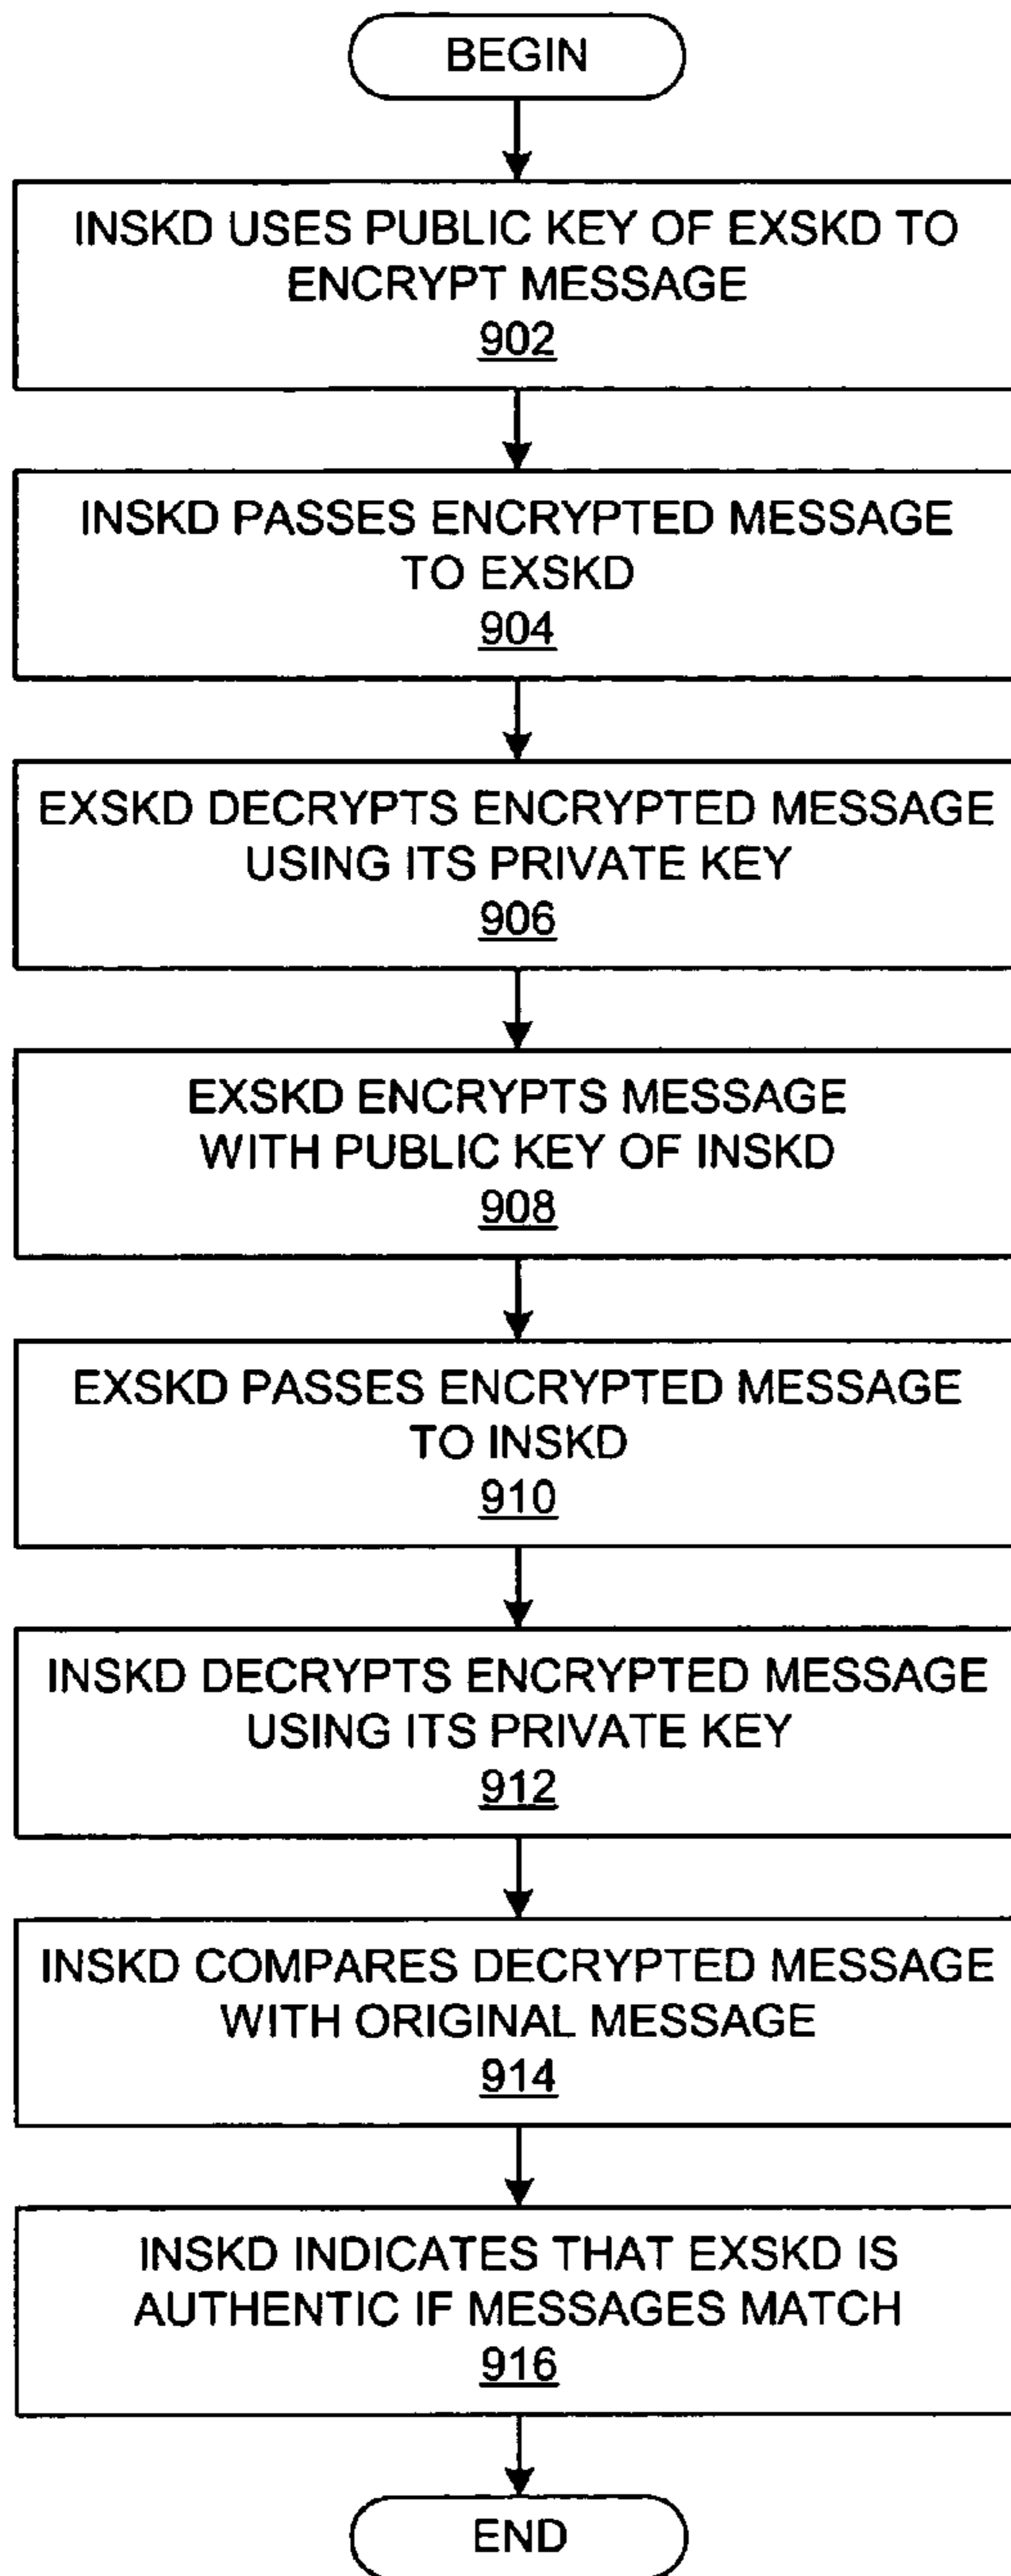 BEGIN
INSKD USES PUBLIC KEY OF EXSKD TO
ENCRYPT MESSAGE
902
INSKD PASSES ENCRYPTED MESSAGE
TO EXSKD
904
EXSKD DECRYPTS ENCRYPTED MESSAGE
USING ITS PRIVATE KEY
906
EXSKD ENCRYPTS MESSAGE
WITH PUBLIC KEY OF INSKD
908
EXSKD PASSES ENCRYPTED MESSAGE
TO INSKD
910
INSKD DECRYPTS ENCRYPTED MESSAGE
USING ITS PRIVATE KEY
912
INSKD COMPARES DECRYPTED MESSAGE
WITH ORIGINAL MESSAGE
914
INSKD INDICATES THAT EXSKD IS
AUTHENTIC IF MESSAGES MATCH
916
END